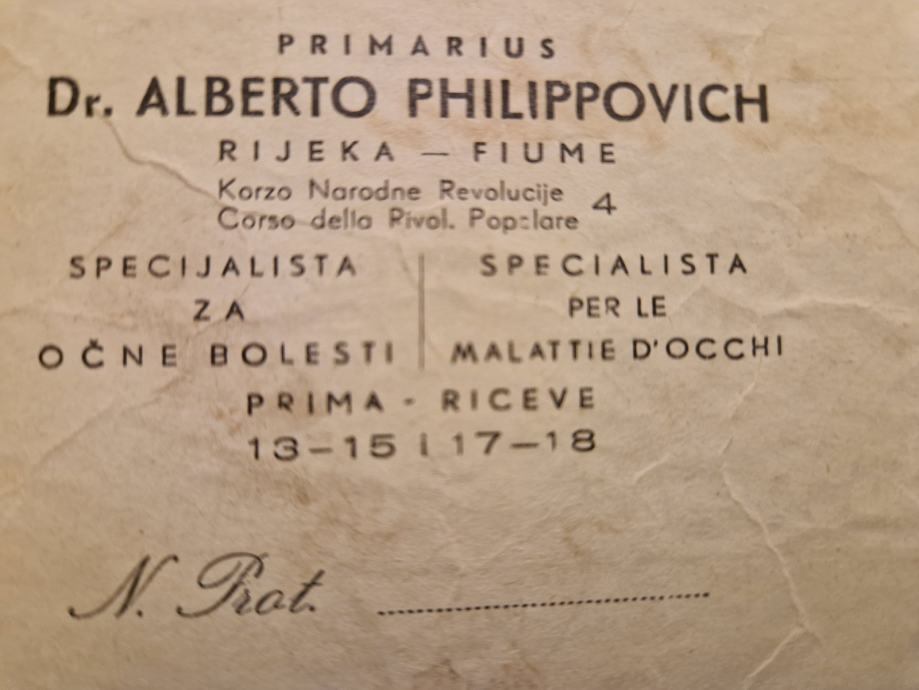 PRIMARIUS
Dr. ALBERTO PHILIPPOVICH
RIJEKA — FIUME
Korzo Narodne Revolucije 4
Corso della Rivol. Popolare
SPECIJALISTA
ZA
OČNE BOLESTI
SPECIALISTA
PER LE
MALATTIE D'OCCHI
PRIMA - RICEVE
13–15 i 17–18
N. Prot. ....................